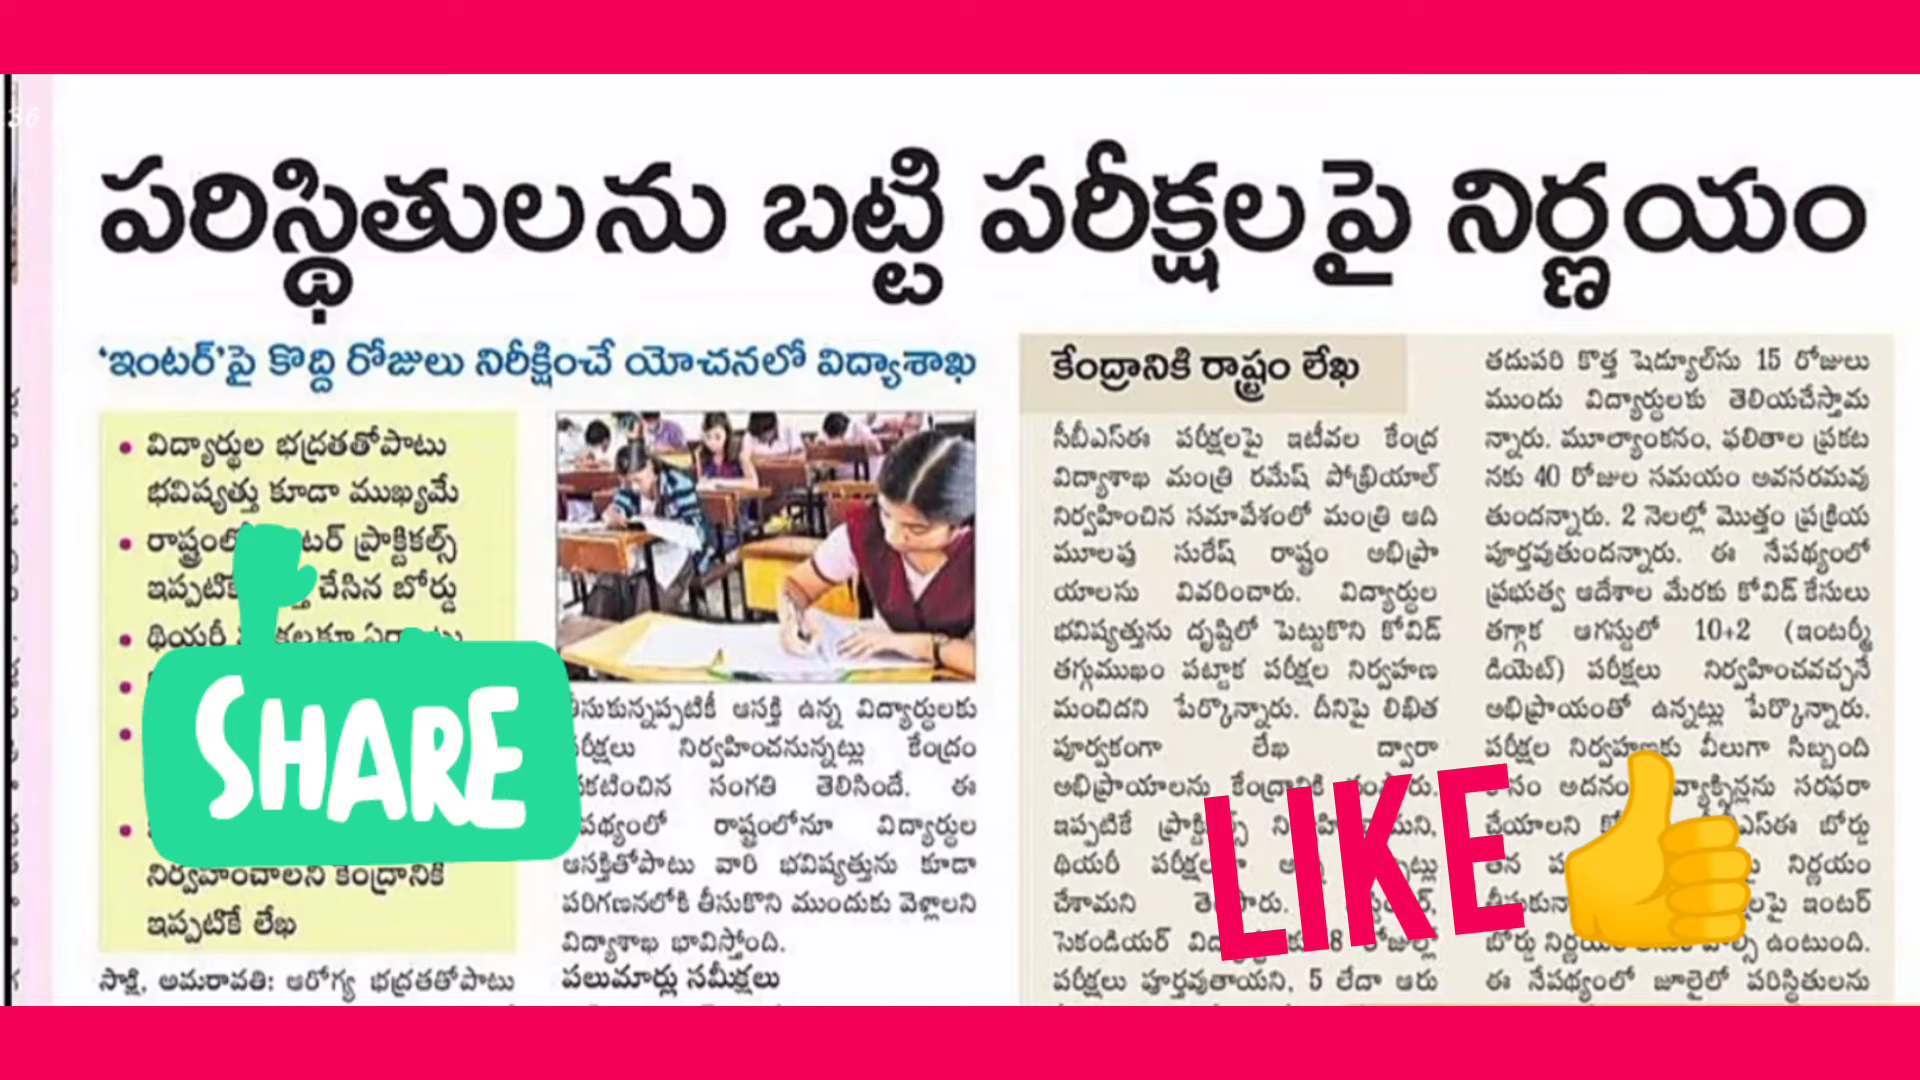 36
పరిస్థితులను బట్టి పరీక్షలపై నిర్ణయం
‘ఇంటర్’పై కొద్ది రోజులు నిరీక్షించే యోచనలో విద్యాశాఖ
• విద్యార్థుల భద్రతతోపాటు
భవిష్యత్తు కూడా ముఖ్యమే
• ప్రాక్టికల్స్
చేసిన బోర్డు
• థియరీ
SHARE
నిర్వహించాలని కేంద్రానికి
ఇప్పటికే లేఖ
సాక్షి, అమరావతి: ఆరోగ్య భద్రతతోపాటు
ఉన్న విద్యార్థులకు
నిర్వహించనున్నట్లు కేంద్రం
సంగతి తెలిసిందే. ఈ
రాష్ట్రంలోనూ విద్యార్థుల
ఆసక్తితోపాటు వారి భవిష్యత్తును కూడా
పరిగణనలోకి తీసుకొని ముందుకు వెళ్లాలని
విద్యాశాఖ భావిస్తోంది.
పలుమార్లు సమీక్షలు
కేంద్రానికి రాష్ట్రం లేఖ
సీబీఎస్ఈ పరీక్షలపై ఇటీవల కేంద్ర
విద్యాశాఖ మంత్రి రమేష్ పోఖ్రియాల్
నిర్వహించిన సమావేశంలో మంత్రి ఆది
మూలపు సురేష్ రాష్ట్రం అభిప్రా
యాలను వివరించారు. విద్యార్థుల
భవిష్యత్తును దృష్టిలో పెట్టుకొని కోవిడ్
తగ్గుముఖం పట్టాక పరీక్షల నిర్వహణ
మంచిదని పేర్కొన్నారు. దీనిపై లిఖిత
పూర్వకంగా లేఖ ద్వారా
అభిప్రాయాలను
ఇప్పటికే
థియరీ
చేశామని
సెకండియర్
పరీక్షలు పూర్తవుతాయని, 5 లేదా ఆరు
తదుపరి కొత్త షెడ్యూల్‌ను 15 రోజులు
ముందు విద్యార్థులకు తెలియచేస్తామ
న్నారు. మూల్యాంకనం, ఫలితాల ప్రకట
నకు 40 రోజుల సమయం అవసరమవు
తుందన్నారు. 2 నెలల్లో మొత్తం ప్రక్రియ
పూర్తవుతుందన్నారు. ఈ నేపథ్యంలో
ప్రభుత్వ ఆదేశాల మేరకు కోవిడ్ కేసులు
తగ్గాక ఆగస్టులో 10+2 (ఇంటర్మీ
డియెట్) పరీక్షలు నిర్వహించవచ్చనే
అభిప్రాయంతో ఉన్నట్లు పేర్కొన్నారు.
పరీక్షల నిర్వహణకు వీలుగా సిబ్బంది
సరఫరా
చేయాలని బోర్డు
నిర్ణయం
ఇంటర్
బోర్డు ఉంటుంది.
ఈ నేపథ్యంలో జూలైలో పరిస్థితులను
LIKE